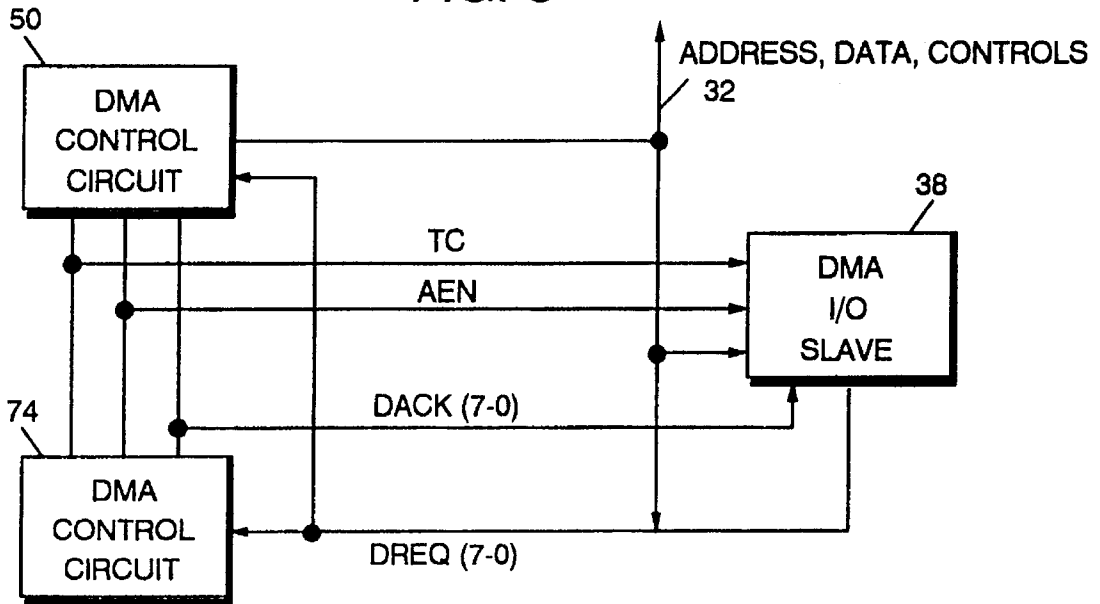 50
ADDRESS, DATA, CONTROLS
32
DMA
CONTROL
CIRCUIT
38
TC
DMA
I/O
SLAVE
AEN
74
DACK (7-0)
DMA
CONTROL
CIRCUIT
DREQ (7-0)